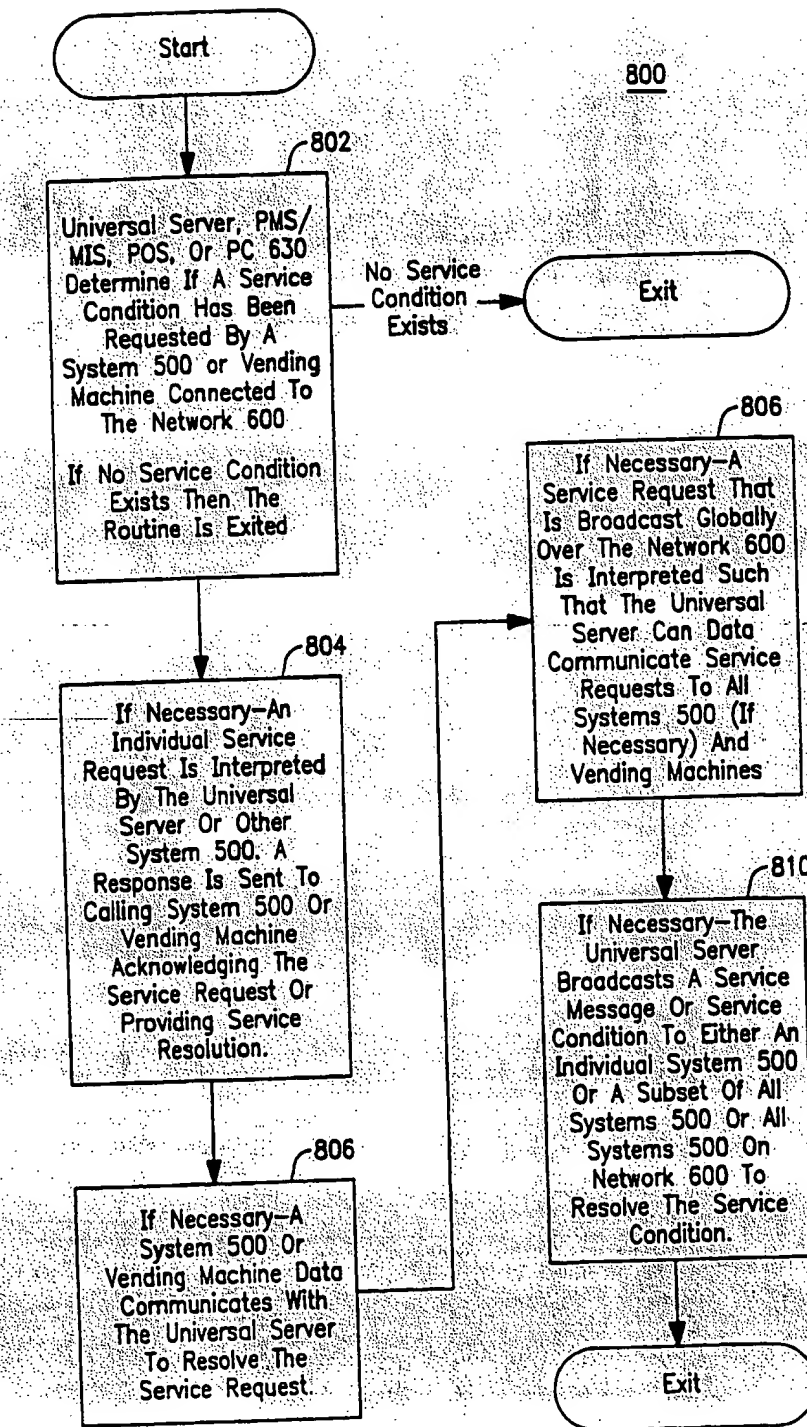 Start
800
802
Universal Server, PMS/
MIS, POS, Or PC 630
Determine If A Service
Condition Has Been
Requested By A
System 500 or Vending
Machine Connected To
The Network 600
If No Service Condition
Exists Then The
Routine Is Exited
No Service
Condition
Exists
Exit
804
If Necessary-An
Individual Service
Request Is Interpreted
By The Universal
Server Or Other
System 500. A
Response Is Sent To
Calling System 500 Or
Vending Machine
Acknowledging The
Service Request Or
Providing Service
Resolution.
806
If Necessary-A
System 500 Or
Vending Machine Data
Communicates With
The Universal Server
To Resolve The
Service Request.
806
If Necessary-A
Service Request That
Is Broadcast Globally
Over The Network 600
Is Interpreted Such
That The Universal
Server Can Data
Communicate Service
Requests To All
Systems 500 (If
Necessary) And
Vending Machines
810
If Necessary-The
Universal Server
Broadcasts A Service
Message Or Service
Condition To Either An
Individual System 500
Or A Subset Of All
Systems 500 Or All
Systems 500 On
Network 600 To
Resolve The Service
Condition.
Exit